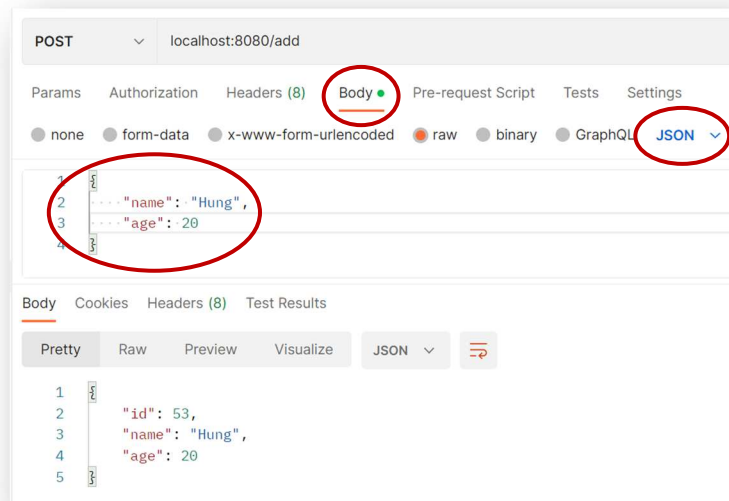 POST localhost:8080/add
Params Authorization Headers (8) Body Pre-request Script Tests Settings
none form-data x-www-form-urlencoded raw binary GraphQL JSON
1 {
2 "name": "Hung",
3 "age": 20
4 }
Body Cookies Headers (8) Test Results
Pretty Raw Preview Visualize JSON
1 {
2 "id": 53,
3 "name": "Hung",
4 "age": 20
5 }